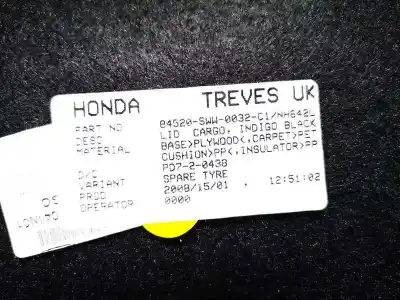 HONDA TREVES UK
PART NO 84520-SWW-0032-C1/NH642L
DESC LID CARGO, INDIGO BLACK
MATERIAL BASE>PLYWOOD<,CARPET>PET
CUSHION>PP<,INSULATOR>PP
D/C PD7-2-0438
VARIANT SPARE TYRE
PROD 2008/15/01 , 12:51:02
OPERATOR 0000